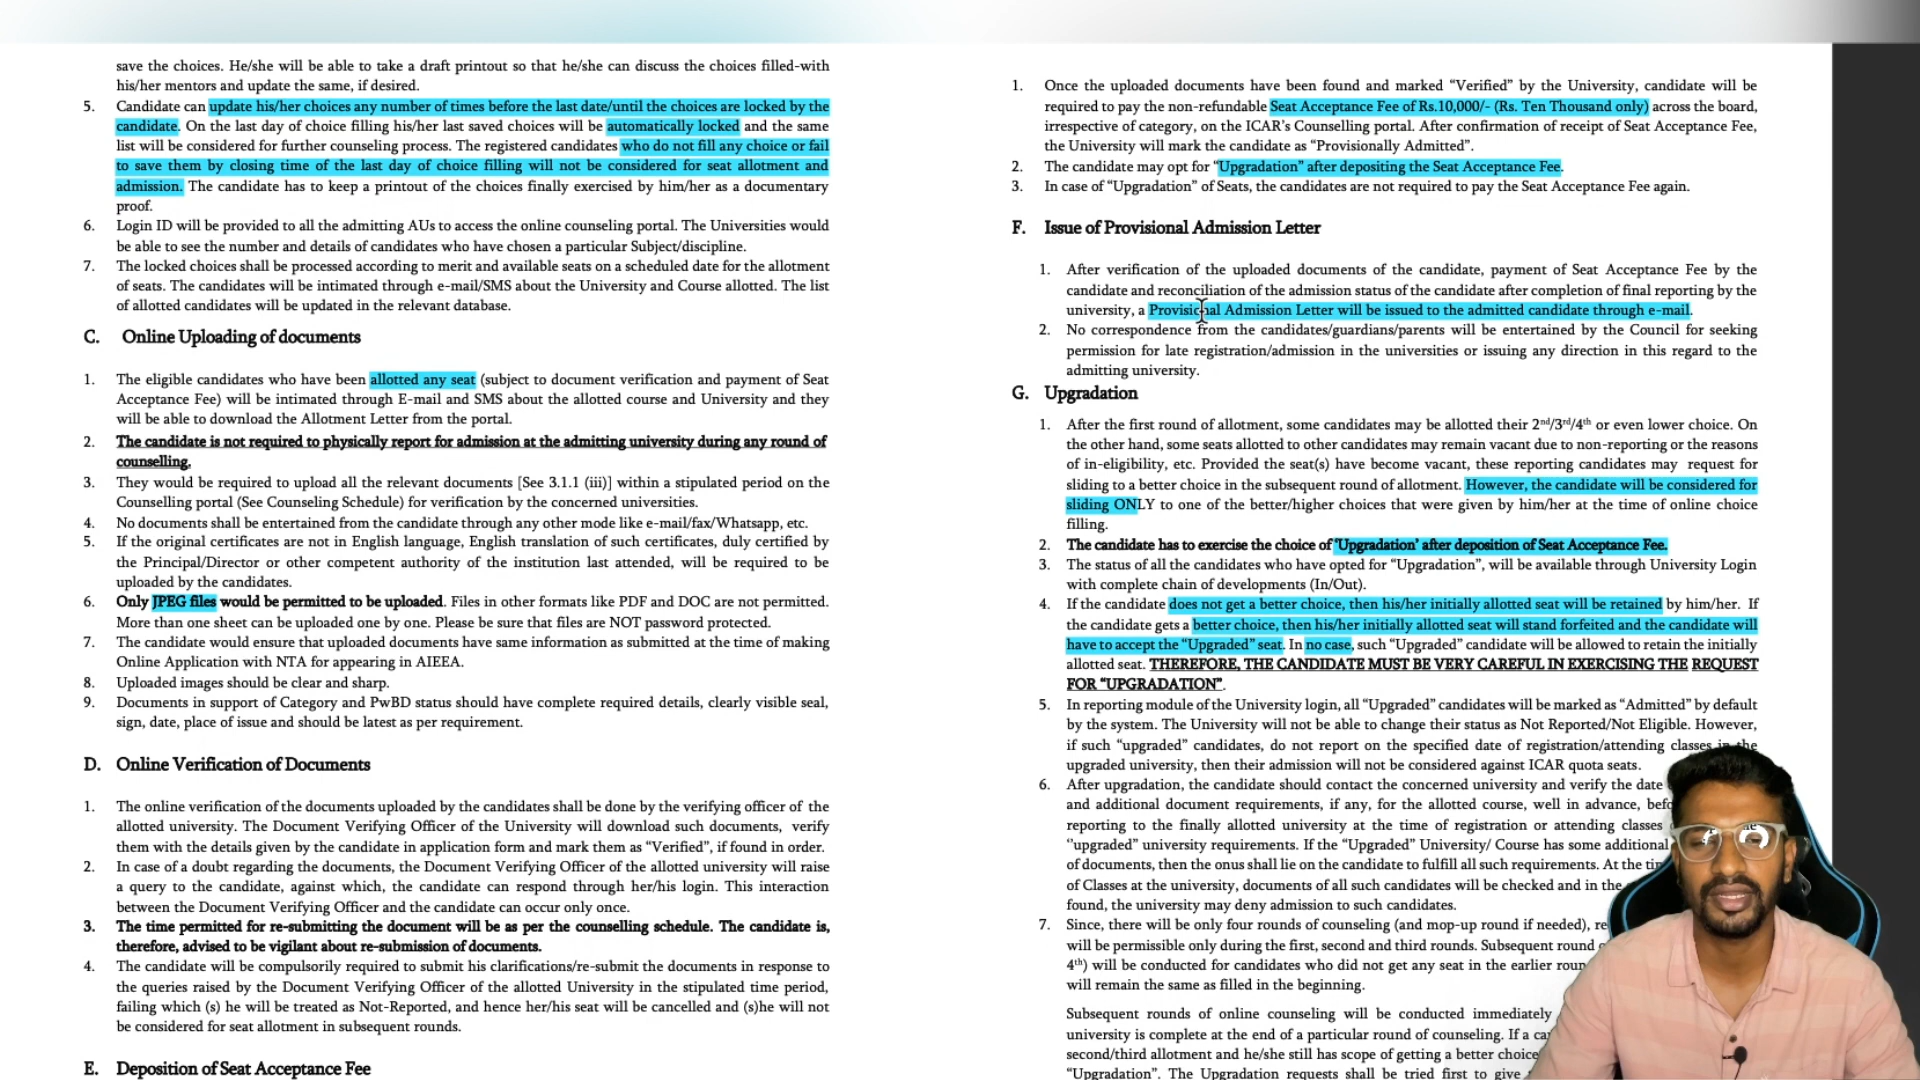 save the choices. He/she will be able to take a draft printout so that he/she can discuss the choices filled-with
his/her mentors and update the same, if desired.
5. Candidate can update his/her choices any number of times before the last date/until the choices are locked by the
candidate. On the last day of choice filling his/her last saved choices will be automatically locked and the same
list will be considered for further counseling process. The registered candidates who do not fill any choice or fail
to save them by closing time of the last day of choice filling will not be considered for seat allotment and
admission. The candidate has to keep a printout of the choices finally exercised by him/her as a documentary
proof.
6. Login ID will be provided to all the admitting AUs to access the online counseling portal. The Universities would
be able to see the number and details of candidates who have chosen a particular Subject/discipline.
7. The locked choices shall be processed according to merit and available seats on a scheduled date for the allotment
of seats. The candidates will be intimated through e-mail/SMS about the University and Course allotted. The list
of allotted candidates will be updated in the relevant database.
C. Online Uploading of documents
1. The eligible candidates who have been allotted any seat (subject to document verification and payment of Seat
Acceptance Fee) will be intimated through E-mail and SMS about the allotted course and University and they
will be able to download the Allotment Letter from the portal.
2. The candidate is not required to physically report for admission at the admitting university during any round of
counselling.
3. They would be required to upload all the relevant documents [See 3.1.1 (iii)] within a stipulated period on the
Counselling portal (See Counseling Schedule) for verification by the concerned universities.
4. No documents shall be entertained from the candidate through any other mode like e-mail/fax/Whatsapp, etc.
5. If the original certificates are not in English language, English translation of such certificates, duly certified by
the Principal/Director or other competent authority of the institution last attended, will be required to be
uploaded by the candidates.
6. Only JPEG files would be permitted to be uploaded. Files in other formats like PDF and DOC are not permitted.
More than one sheet can be uploaded one by one. Please be sure that files are NOT password protected.
7. The candidate would ensure that uploaded documents have same information as submitted at the time of making
Online Application with NTA for appearing in AIEEA.
8. Uploaded images should be clear and sharp.
9. Documents in support of Category and PwBD status should have complete required details, clearly visible seal,
sign, date, place of issue and should be latest as per requirement.
D. Online Verification of Documents
1. The online verification of the documents uploaded by the candidates shall be done by the verifying officer of the
allotted university. The Document Verifying Officer of the University will download such documents, verify
them with the details given by the candidate in application form and mark them as “Verified”, if found in order.
2. In case of a doubt regarding the documents, the Document Verifying Officer of the allotted university will raise
a query to the candidate, against which, the candidate can respond through her/his login. This interaction
between the Document Verifying Officer and the candidate can occur only once.
3. The time permitted for re-submitting the document will be as per the counselling schedule. The candidate is,
therefore, advised to be vigilant about re-submission of documents.
4. The candidate will be compulsorily required to submit his clarifications/re-submit the documents in response to
the queries raised by the Document Verifying Officer of the allotted University in the stipulated time period,
failing which (s) he will be treated as Not-Reported, and hence her/his seat will be cancelled and (s)he will not
be considered for seat allotment in subsequent rounds.
E. Deposition of Seat Acceptance Fee
1. Once the uploaded documents have been found and marked “Verified” by the University, candidate will be
required to pay the non-refundable Seat Acceptance Fee of Rs.10,000/- (Rs. Ten Thousand only) across the board,
irrespective of category, on the ICAR’s Counselling portal. After confirmation of receipt of Seat Acceptance Fee,
the University will mark the candidate as “Provisionally Admitted”.
2. The candidate may opt for “Upgradation” after depositing the Seat Acceptance Fee.
3. In case of “Upgradation” of Seats, the candidates are not required to pay the Seat Acceptance Fee again.
F. Issue of Provisional Admission Letter
1. After verification of the uploaded documents of the candidate, payment of Seat Acceptance Fee by the
candidate and reconciliation of the admission status of the candidate after completion of final reporting by the
university, a Provisional Admission Letter will be issued to the admitted candidate through e-mail.
2. No correspondence from the candidates/guardians/parents will be entertained by the Council for seeking
permission for late registration/admission in the universities or issuing any direction in this regard to the
admitting university.
G. Upgradation
1. After the first round of allotment, some candidates may be allotted their 2nd/3rd/4th or even lower choice. On
the other hand, some seats allotted to other candidates may remain vacant due to non-reporting or the reasons
of in-eligibility, etc. Provided the seat(s) have become vacant, these reporting candidates may request for
sliding to a better choice in the subsequent round of allotment. However, the candidate will be considered for
sliding ONLY to one of the better/higher choices that were given by him/her at the time of online choice
filling.
2. The candidate has to exercise the choice of ‘Upgradation’ after deposition of Seat Acceptance Fee.
3. The status of all the candidates who have opted for “Upgradation”, will be available through University Login
with complete chain of developments (In/Out).
4. If the candidate does not get a better choice, then his/her initially allotted seat will be retained by him/her. If
the candidate gets a better choice, then his/her initially allotted seat will stand forfeited and the candidate will
have to accept the “Upgraded” seat. In no case, such “Upgraded” candidate will be allowed to retain the initially
allotted seat. THEREFORE, THE CANDIDATE MUST BE VERY CAREFUL IN EXERCISING THE REQUEST
FOR “UPGRADATION”.
5. In reporting module of the University login, all “Upgraded” candidates will be marked as “Admitted” by default
by the system. The University will not be able to change their status as Not Reported/Not Eligible. However,
if such “upgraded” candidates, do not report on the specified date of registration/attending classes in the
upgraded university, then their admission will not be considered against ICAR quota seats.
6. After upgradation, the candidate should contact the concerned university and verify the date
and additional document requirements, if any, for the allotted course, well in advance,
reporting to the finally allotted university at the time of registration or attending classes
“upgraded” university requirements. If the “Upgraded” University/ Course has some additional
of documents, then the onus shall lie on the candidate to fulfill all such requirements. At the
of Classes at the university, documents of all such candidates will be checked and in the
found, the university may deny admission to such candidates.
7. Since, there will be only four rounds of counseling (and mop-up round if needed),
will be permissible only during the first, second and third rounds. Subsequent round
4th) will be conducted for candidates who did not get any seat in the earlier
will remain the same as filled in the beginning.
Subsequent rounds of online counseling will be conducted immediately
university is complete at the end of a particular round of counseling. If a
second/third allotment and he/she still has scope of getting a better choice
“Upgradation”. The Upgradation requests shall be tried first to give